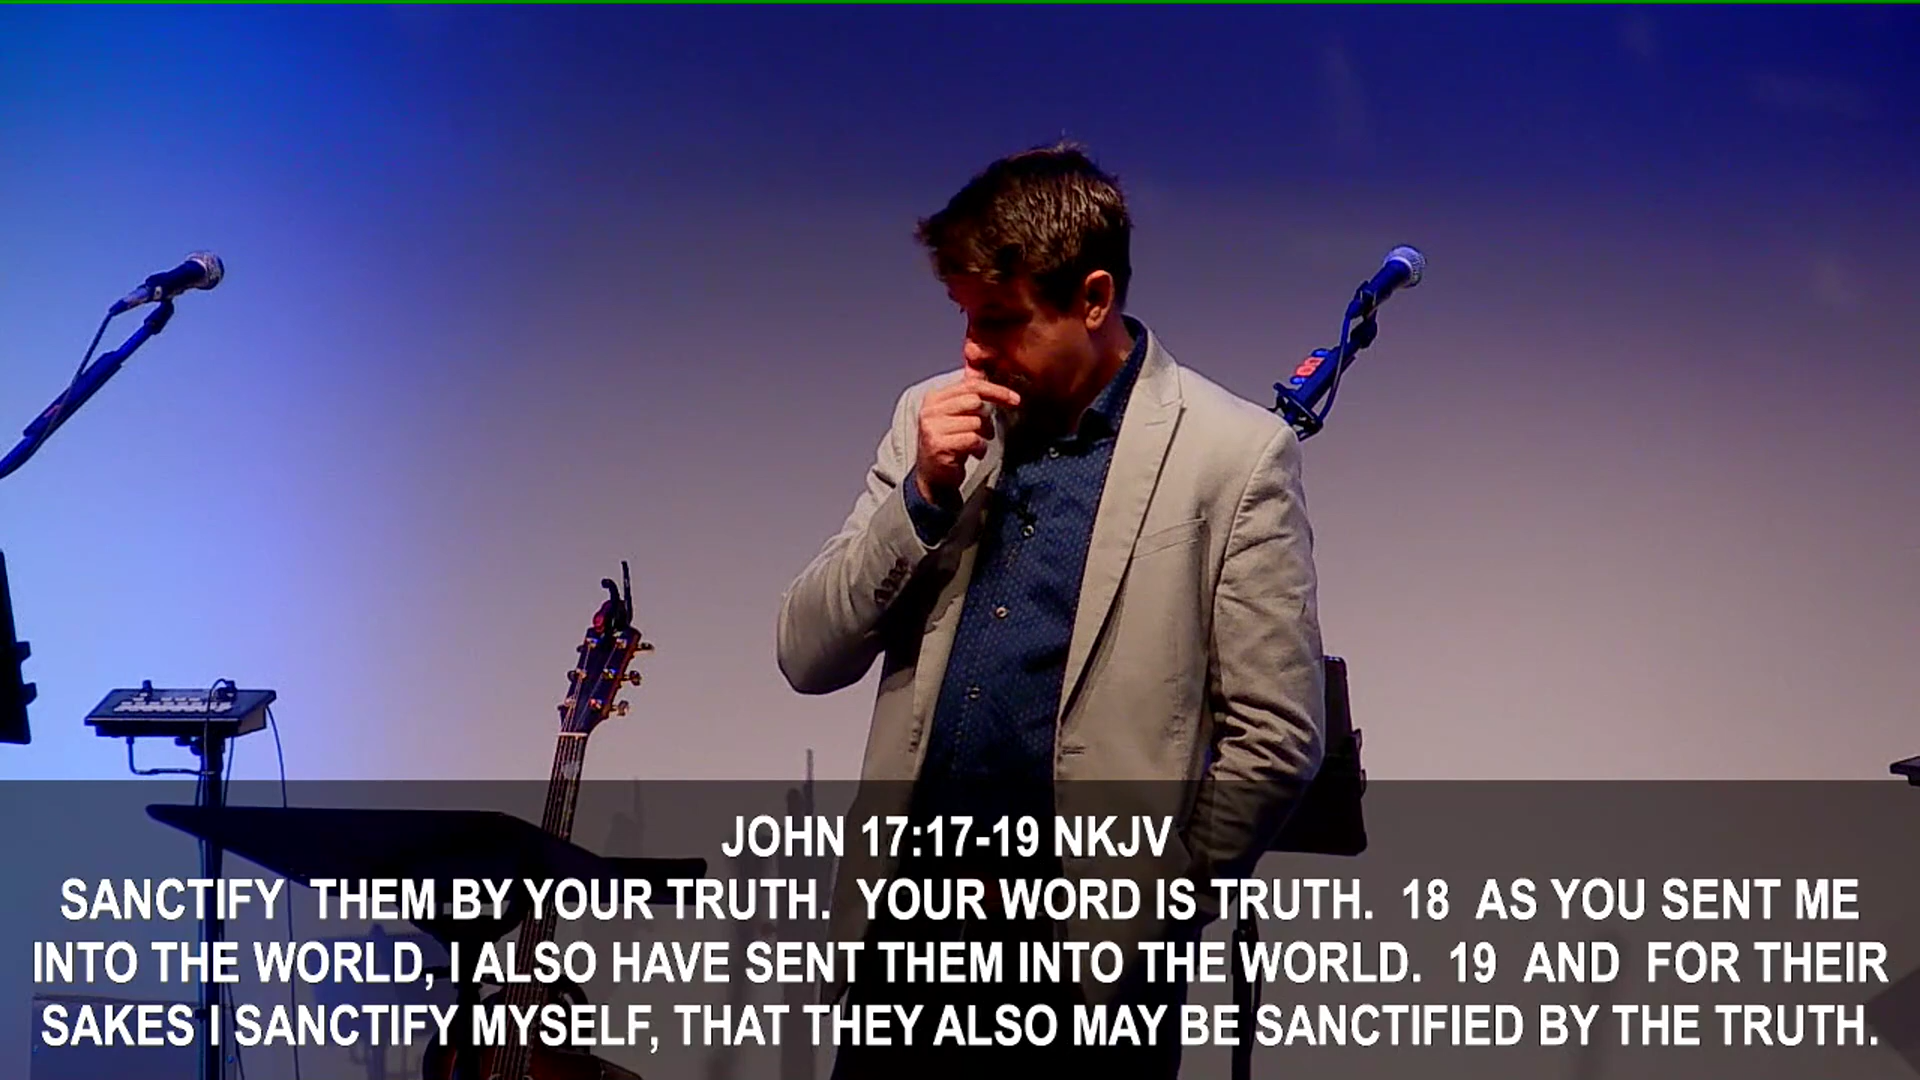 JOHN 17:17-19 NKJV
SANCTIFY THEM BY YOUR TRUTH. YOUR WORD IS TRUTH. 18 AS YOU SENT ME
INTO THE WORLD, I ALSO HAVE SENT THEM INTO THE WORLD. 19 AND FOR THEIR
SAKES I SANCTIFY MYSELF, THAT THEY ALSO MAY BE SANCTIFIED BY THE TRUTH.